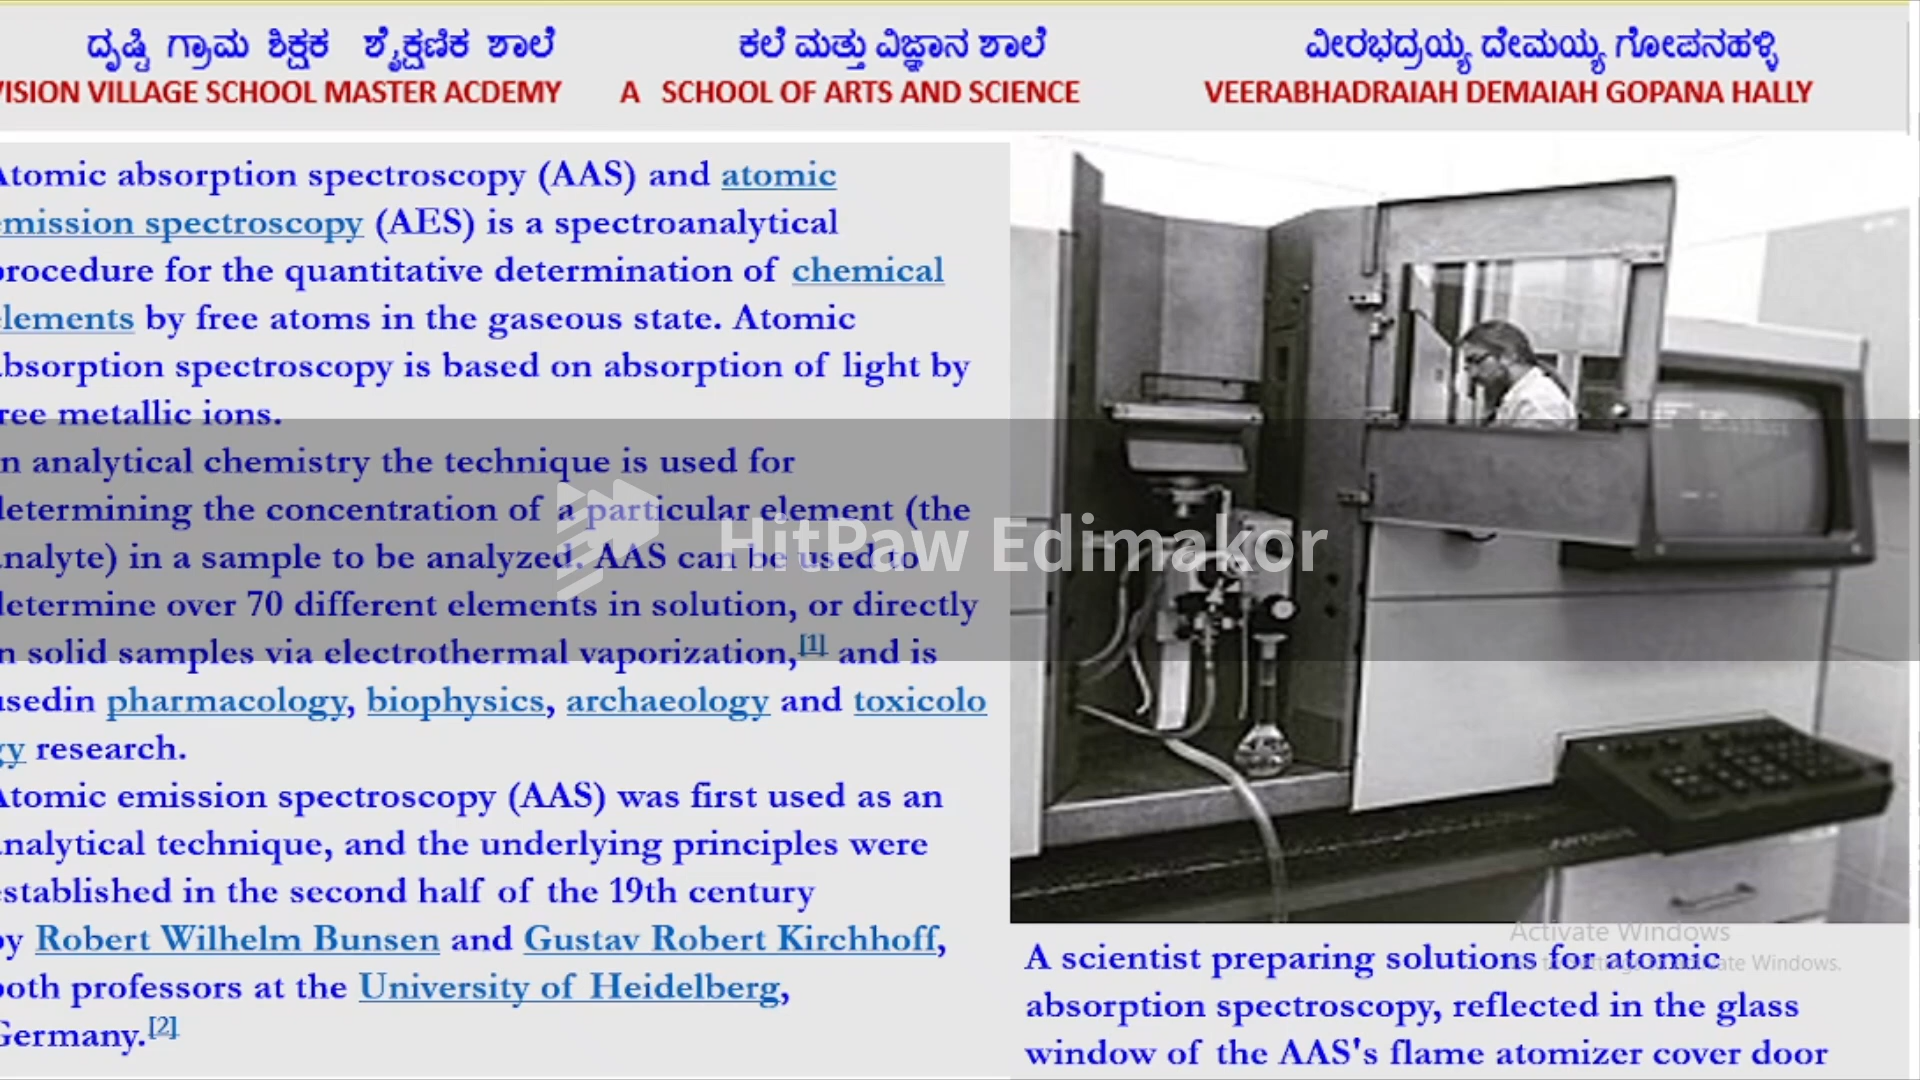 ದೃಷ್ಟಿ ಗ್ರಾಮ ಶಿಕ್ಷಕ ಶೈಕ್ಷಣಿಕ ಶಾಲೆ ಕಲೆ ಮತ್ತು ವಿಜ್ಞಾನ ಶಾಲೆ ವೀರಭದ್ರಯ್ಯ ದೇಮಯ್ಯ ಗೋಪನಹಳ್ಳಿ
VISION VILLAGE SCHOOL MASTER ACDEMY A SCHOOL OF ARTS AND SCIENCE VEERABHADRAIAH DEMAIAH GOPANA HALLY
Atomic absorption spectroscopy (AAS) and atomic
emission spectroscopy (AES) is a spectroanalytical
procedure for the quantitative determination of chemical
elements by free atoms in the gaseous state. Atomic
absorption spectroscopy is based on absorption of light by
free metallic ions.
In analytical chemistry the technique is used for
determining the concentration of a particular element (the
analyte) in a sample to be analyzed. AAS can be used to
determine over 70 different elements in solution, or directly
in solid samples via electrothermal vaporization,[1] and is
usedin pharmacology, biophysics, archaeology and toxicolo
gy research.
Atomic emission spectroscopy (AAS) was first used as an
analytical technique, and the underlying principles were
established in the second half of the 19th century
by Robert Wilhelm Bunsen and Gustav Robert Kirchhoff,
both professors at the University of Heidelberg,
Germany.[2]
HitPaw Edimakor
Activate Windows
Go to Settings to activate Windows.
A scientist preparing solutions for atomic
absorption spectroscopy, reflected in the glass
window of the AAS's flame atomizer cover door